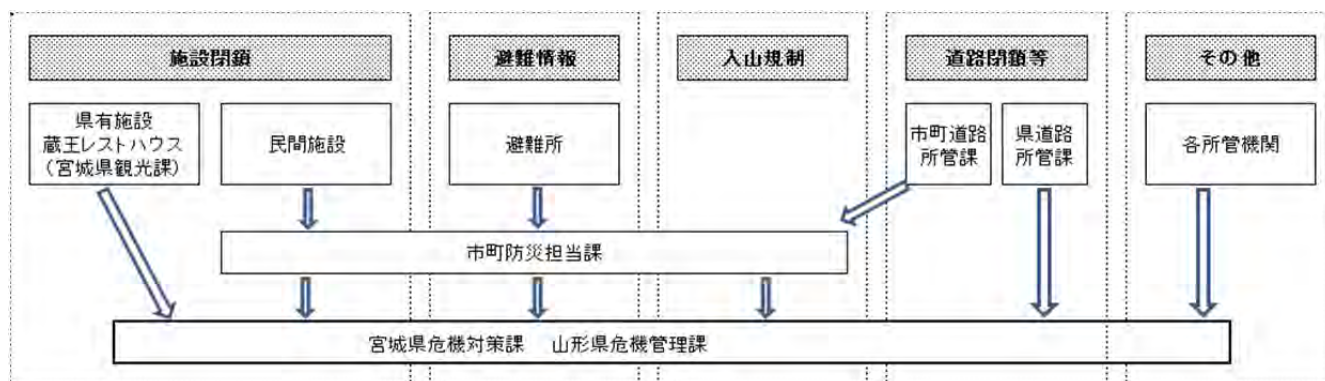 施設閉鎖
避難情報
入山規制
道路閉鎖等
その他
県有施設
蔵王レストハウス
（宮城県観光課）
民間施設
避難所
市町道路
所管課
県道路
所管課
各所管機関
市町防災担当課
宮城県危機対策課　山形県危機管理課